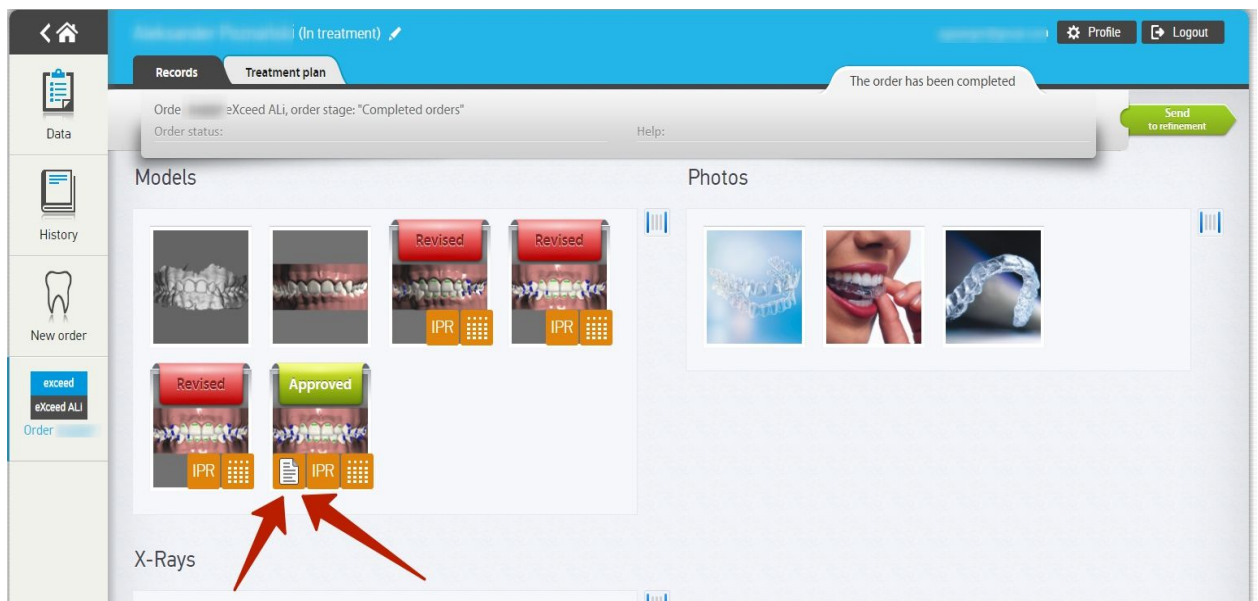 (In treatment)
Profile
Logout
Records
Treatment plan
The order has been completed
Data
Orde eXceed ALi, order stage: "Completed orders"
Order status:
Help:
Send
to refinement
Models
Photos
History
Revised
Revised
IPR
IPR
New order
exceed
eXceed ALi
Order
Revised
Approved
IPR
IPR
X-Rays